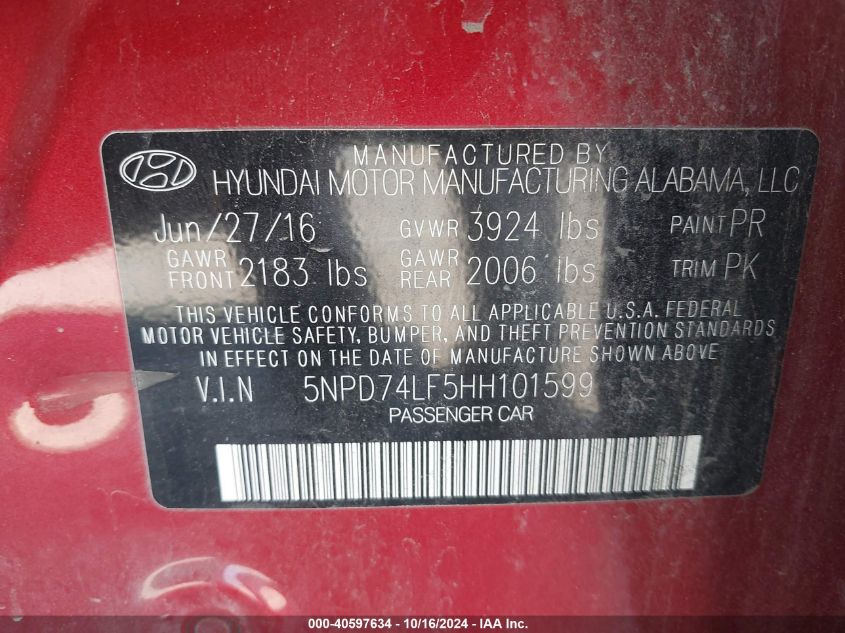 MANUFACTURED BY
HYUNDAI MOTOR MANUFACTURING ALABAMA, LLC
Jun/27/16 GVWR 3924 lbs PAINT PR
GAWR FRONT 2183 lbs GAWR REAR 2006 lbs TRIM PK
THIS VEHICLE CONFORMS TO ALL APPLICABLE U.S.A. FEDERAL
MOTOR VEHICLE SAFETY, BUMPER, AND THEFT PREVENTION STANDARDS
IN EFFECT ON THE DATE OF MANUFACTURE SHOWN ABOVE.
V.I.N 5NPD74LF5HH101599
PASSENGER CAR
000-40597634 - 10/16/2024 - IAA Inc.